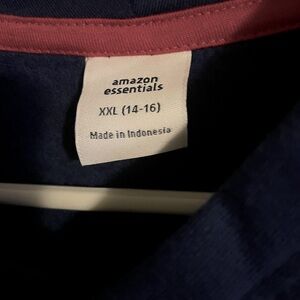 amazon
essentials
XXL (14-16)
Made in Indonesia